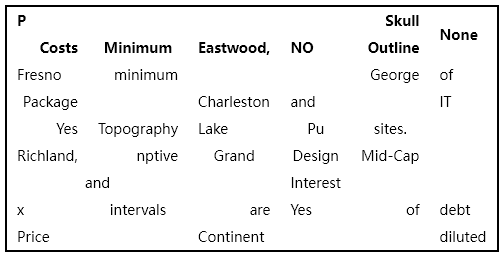 P Skull None
Costs Minimum Eastwood, NO Outline
Fresno minimum George of
Package Charleston and IT
Yes Topography Lake Pu sites.
Richland, nptive Grand Design Mid-Cap
and Interest
x intervals are Yes of debt
Price Continent diluted